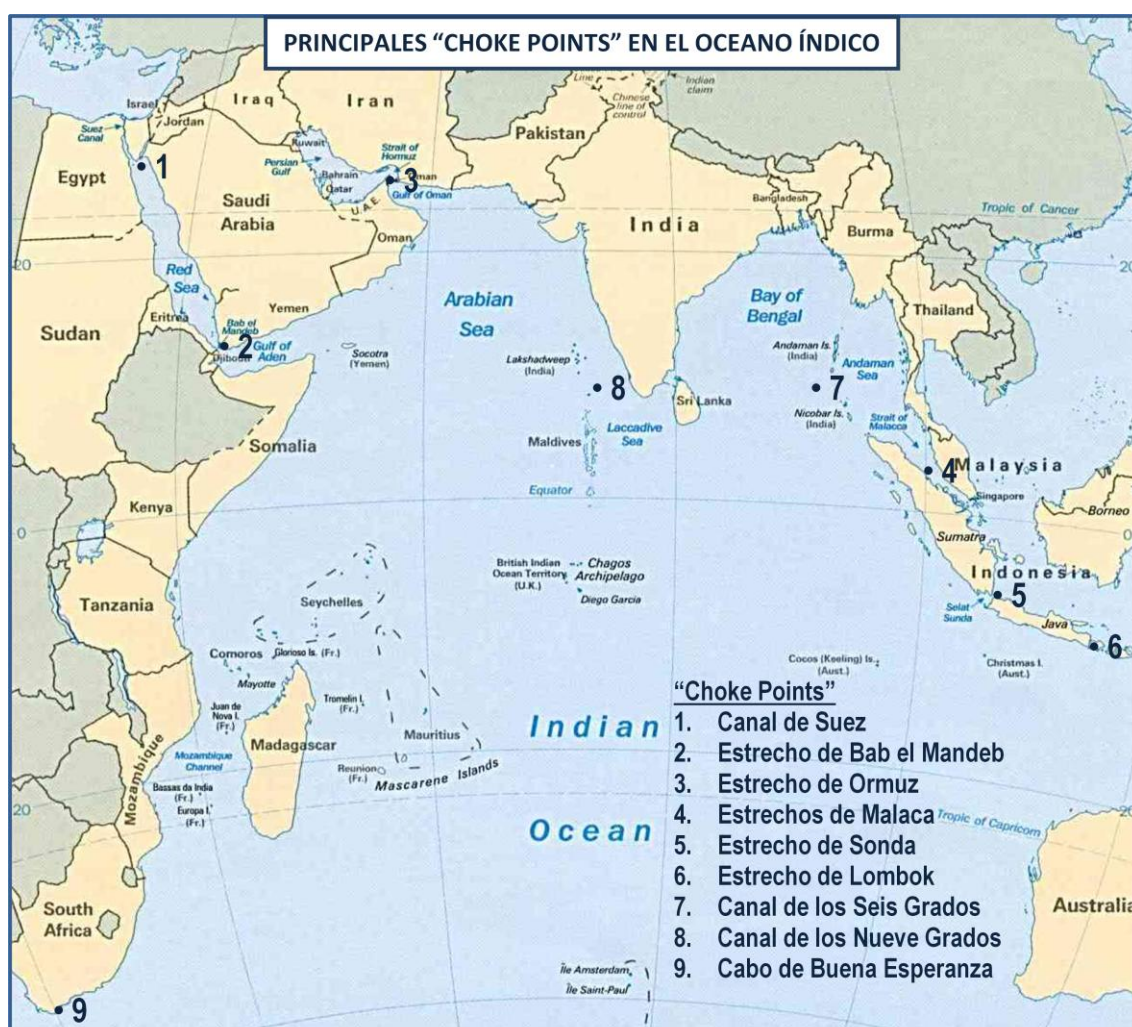 PRINCIPALES “CHOKE POINTS” EN EL OCEANO ÍNDICO
Line
Indian
claim
Chinese
line of
control
Israel
Iraq
Iran
Jordan
Suez
Canal
Kuwait
Pakistan
Strait of
Hormuz
1
Egypt
Persian
Gulf
Bahrain
Qatar
3
Oman
Gulf of Oman
Saudi
Arabia
U.A.E.
Bangladesh
Tropic of Cancer
India
Burma
Oman
20
20
Red
Sea
Arabian
Sea
Bay of
Bengal
Yemen
Thailand
Sudan
Eritrea
Bab el
Mandeb
2
Gulf of
Aden
Djibouti
Socotra
(Yemen)
Lakshadweep
(India)
Andaman Is.
(India)
Andaman
Sea
8
7
Sri Lanka
Nicobar Is.
(India)
Strait of
Malacca
Somalia
Maldives
Laccadive
Sea
4
Malaysia
Equator
Singapore
Kenya
Borneo
0
0
Sumatra
British Indian
Ocean Territory
(U.K.)
Chagos
Archipelago
Diego Garcia
Indonesia
Seychelles
Tanzania
5
Selat
Sunda
Java
6
Comoros
Glorioso Is. (Fr.)
Mayotte
Cocos (Keeling) Is.
(Aust.)
Christmas I.
(Aust.)
Juan de
Nova I.
(Fr.)
Tromelin I.
(Fr.)
Mozambique
Madagascar
Mauritius
Mozambique
Channel
Reunion
(Fr.)
Mascarene Islands
Bassas da India
(Fr.)
Europa I.
(Fr.)
Indian
Ocean
20
20
Tropic of Capricorn
South
Africa
Australia
Île Amsterdam
Île Saint-Paul
9
“Choke Points”
1. Canal de Suez
2. Estrecho de Bab el Mandeb
3. Estrecho de Ormuz
4. Estrechos de Malaca
5. Estrecho de Sonda
6. Estrecho de Lombok
7. Canal de los Seis Grados
8. Canal de los Nueve Grados
9. Cabo de Buena Esperanza